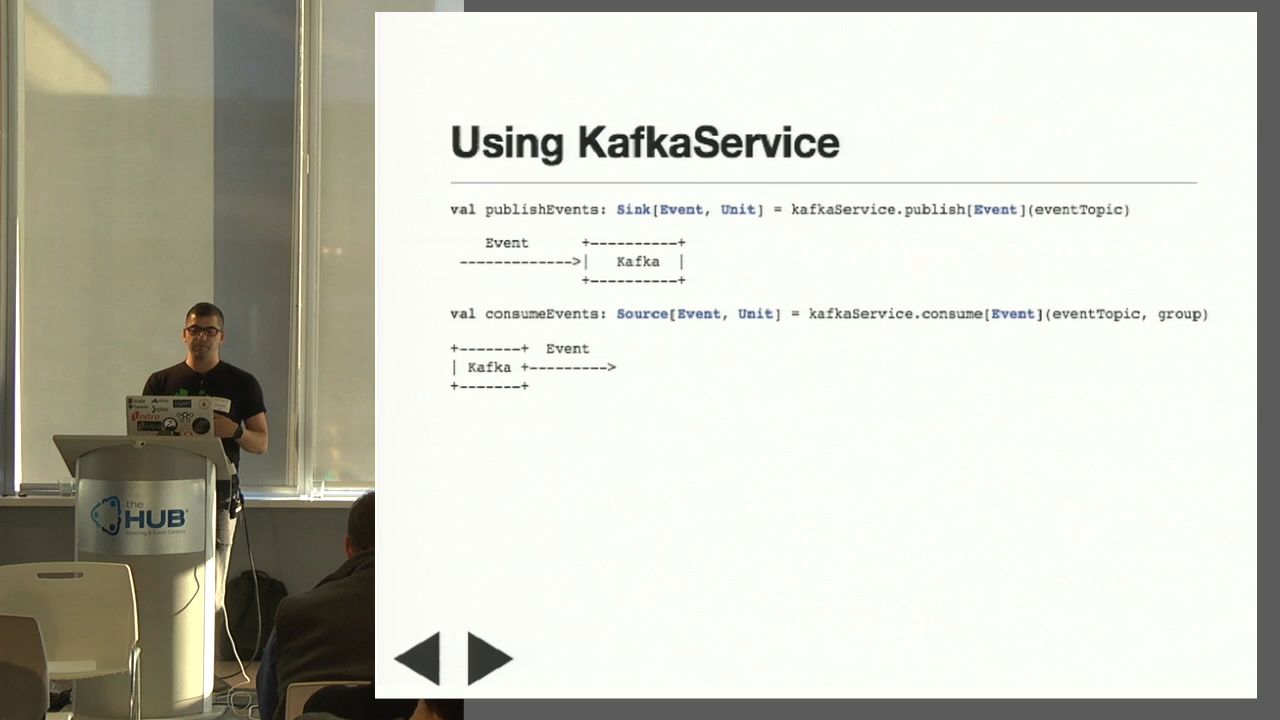 Using KafkaService
val publishEvents: Sink[Event, Unit] = kafkaService.publish[Event](eventTopic)
Event +----------+
------------->| Kafka |
+----------+
val consumeEvents: Source[Event, Unit] = kafkaService.consume[Event](eventTopic, group)
+-------+ Event
| Kafka +--------->
+-------+
nitro
the
HUB